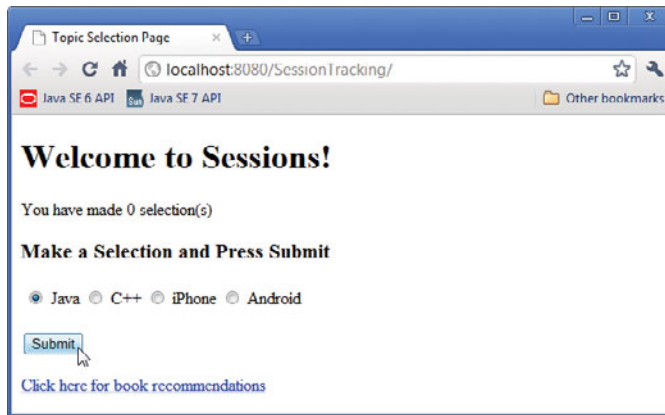 Topic Selection Page
localhost:8080/SessionTracking/
Java SE 6 API Sun Java SE 7 API Other bookmarks
Welcome to Sessions!
You have made 0 selection(s)
Make a Selection and Press Submit
Java C++ iPhone Android
Submit
Click here for book recommendations